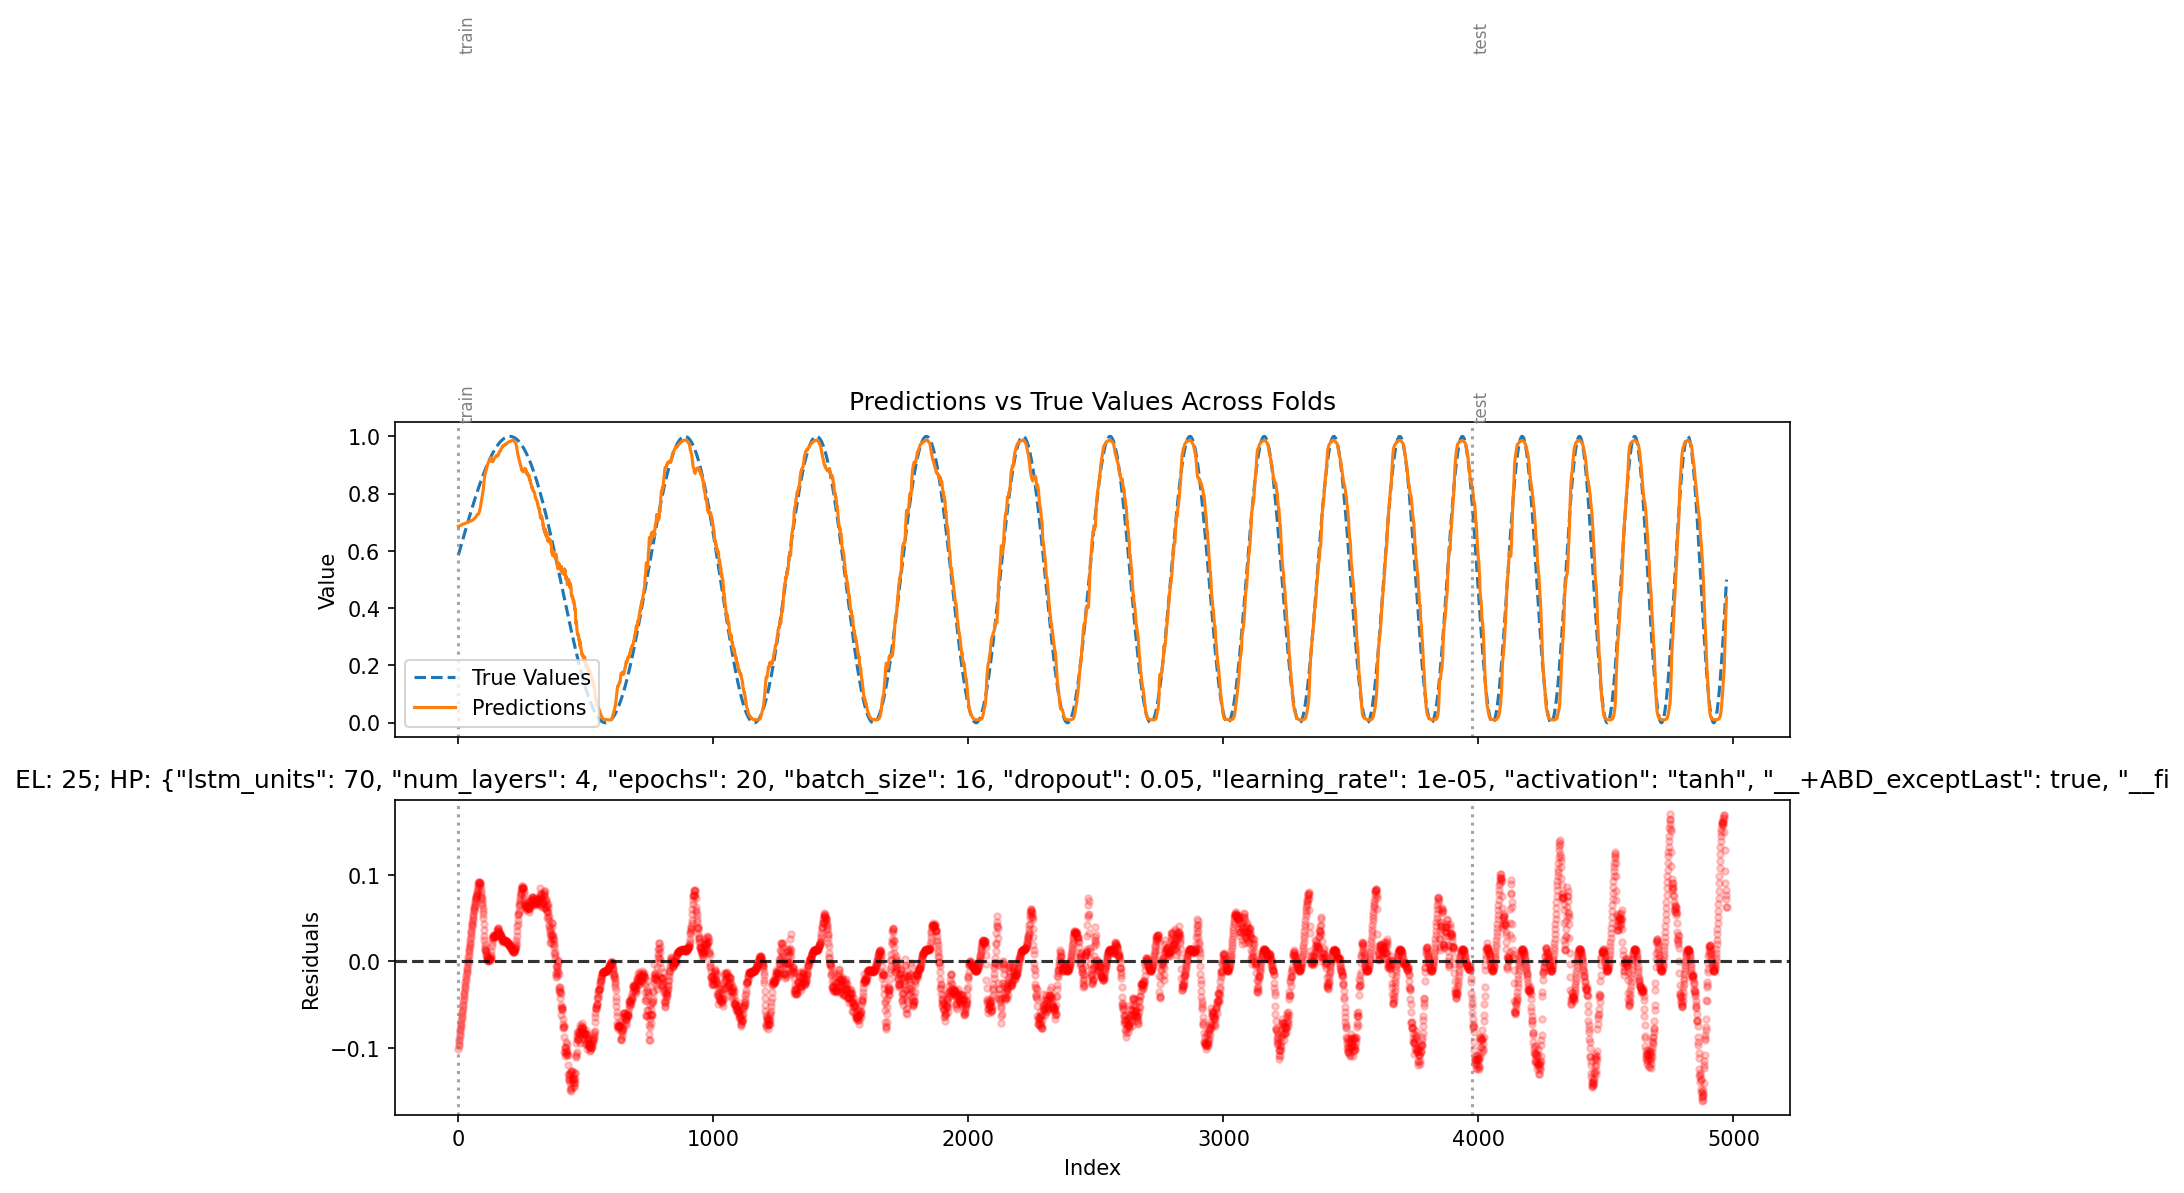 train
test
train
test
Predictions vs True Values Across Folds
Value
1.0
0.8
0.6
0.4
0.2
0.0
True Values
Predictions
EL: 25; HP: {"lstm_units": 70, "num_layers": 4, "epochs": 20, "batch_size": 16, "dropout": 0.05, "learning_rate": 1e-05, "activation": "tanh", "__+ABD_exceptLast": true, "__fi
Residuals
0.1
0.0
−0.1
0
1000
2000
3000
4000
5000
Index